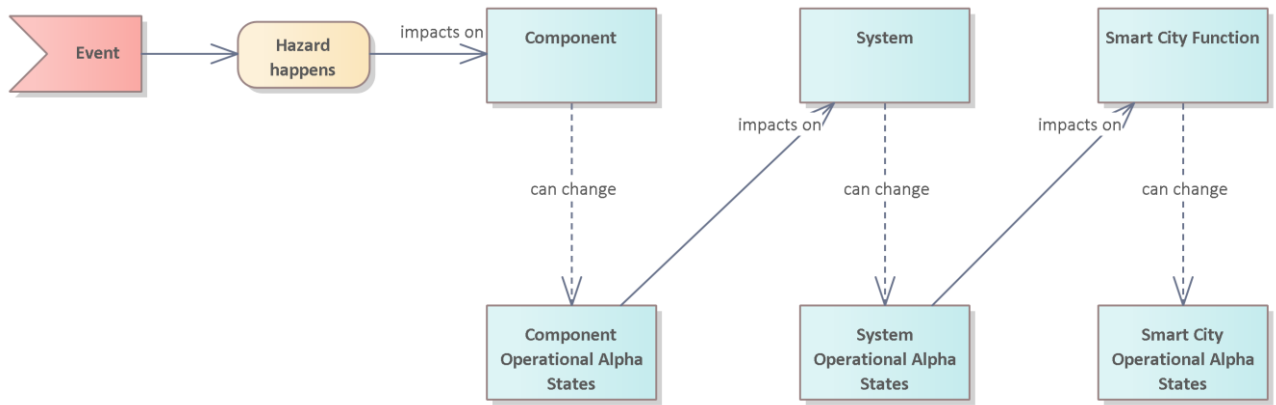 Event
Hazard
happens
impacts on
Component
System
Smart City Function
impacts on
impacts on
can change
can change
can change
Component
Operational Alpha
States
System
Operational Alpha
States
Smart City
Operational Alpha
States